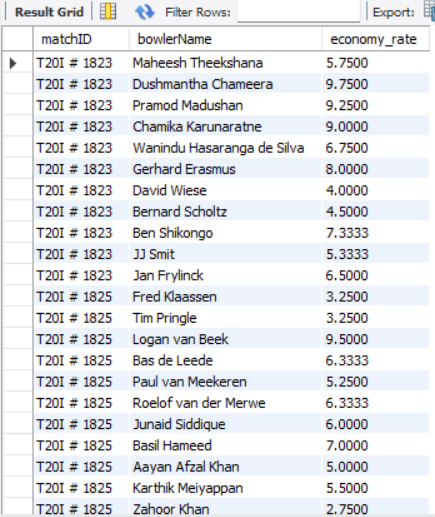 Result Grid Filter Rows: Export:
matchID bowlerName economy_rate
T20I # 1823 Maheesh Theekshana 5.7500
T20I # 1823 Dushmantha Chameera 9.7500
T20I # 1823 Pramod Madushan 9.2500
T20I # 1823 Chamika Karunaratne 9.0000
T20I # 1823 Wanindu Hasaranga de Silva 6.7500
T20I # 1823 Gerhard Erasmus 8.0000
T20I # 1823 David Wiese 4.0000
T20I # 1823 Bernard Scholtz 4.5000
T20I # 1823 Ben Shikongo 7.3333
T20I # 1823 JJ Smit 5.3333
T20I # 1823 Jan Frylinck 6.5000
T20I # 1825 Fred Klaassen 3.2500
T20I # 1825 Tim Pringle 3.2500
T20I # 1825 Logan van Beek 9.5000
T20I # 1825 Bas de Leede 6.3333
T20I # 1825 Paul van Meekeren 5.2500
T20I # 1825 Roelof van der Merwe 6.3333
T20I # 1825 Junaid Siddique 6.0000
T20I # 1825 Basil Hameed 7.0000
T20I # 1825 Aayan Afzal Khan 5.0000
T20I # 1825 Karthik Meiyappan 5.5000
T20I # 1825 Zahoor Khan 2.7500